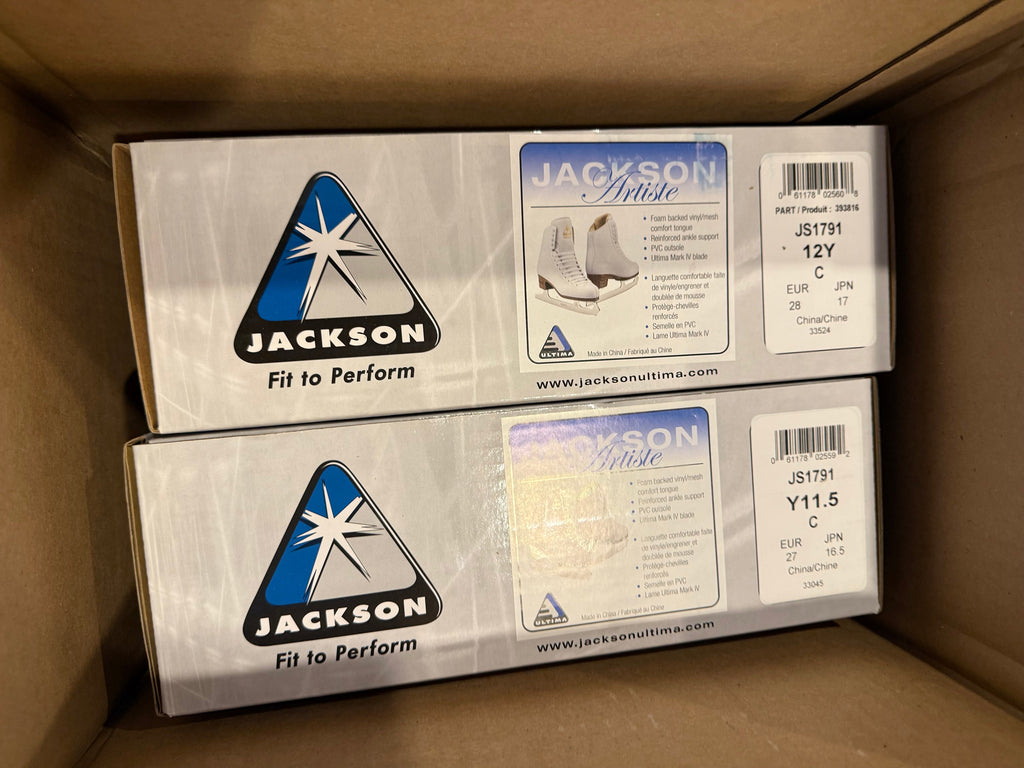 JACKSON
Fit to Perform
JACKSON
Artiste
• Foam backed vinyl/mesh
comfort tongue
• Reinforced ankle support
• PVC outsole
• Ultima Mark IV blade
• Languette comfortable faite
de vinyle/engrener et
doublée de mousse
• Protège-chevilles
renforcés
• Semelle en PVC
• Lame Ultima Mark IV
ULTIMA
Made in China / Fabriqué au Chine
www.jacksonultima.com
0 61178 02560 8
PART / Produit : 393816
JS1791
12Y
C
EUR JPN
28 17
China/Chine
33524
JACKSON
Fit to Perform
JACKSON
Artiste
• Foam backed vinyl/mesh
comfort tongue
• Reinforced ankle support
• PVC outsole
• Ultima Mark IV blade
• Languette comfortable faite
de vinyle/engrener et
doublée de mousse
• Protège-chevilles
renforcés
• Semelle en PVC
• Lame Ultima Mark IV
ULTIMA
Made in China / Fabriqué au Chine
www.jacksonultima.com
0 61178 02559 2
JS1791
Y11.5
C
EUR JPN
27 16.5
China/Chine
33045